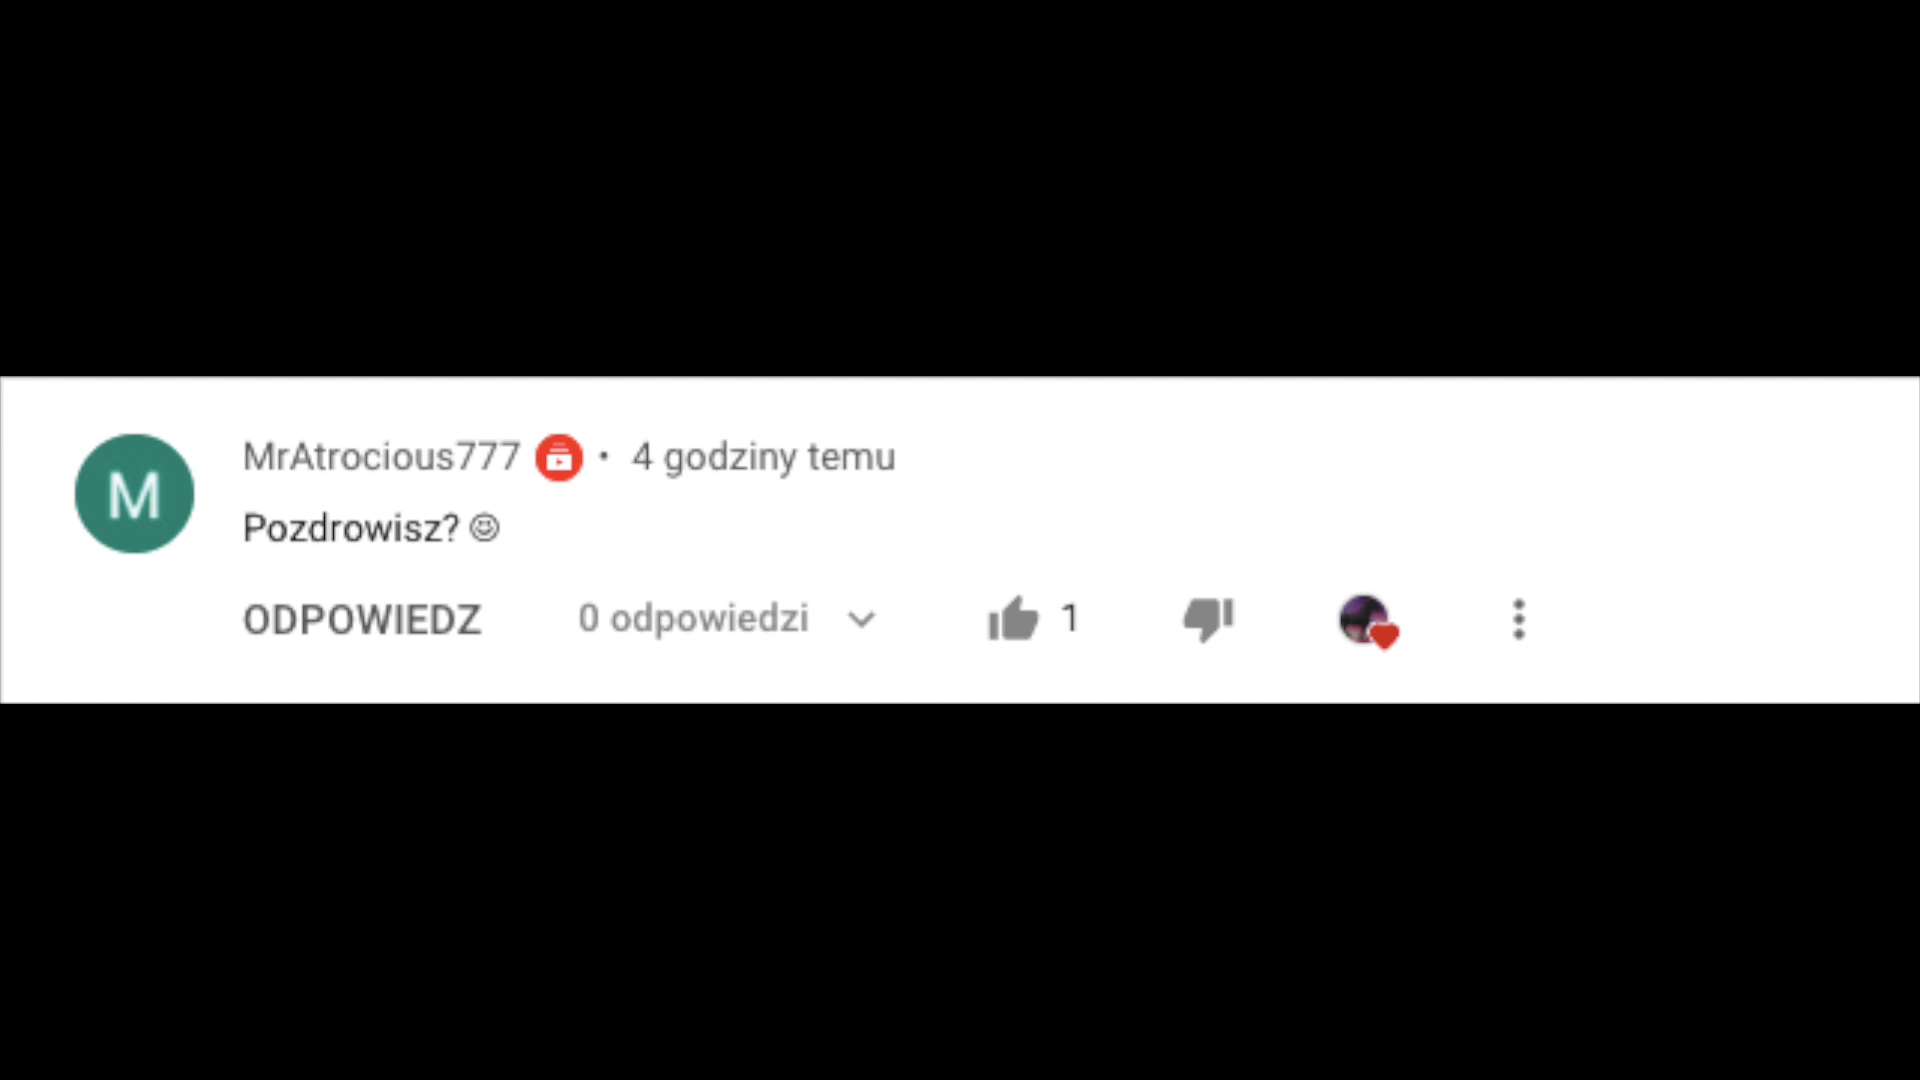 M
MrAtrocious777 • 4 godziny temu
Pozdrowisz? ☺
ODPOWIEDZ 0 odpowiedzi 1